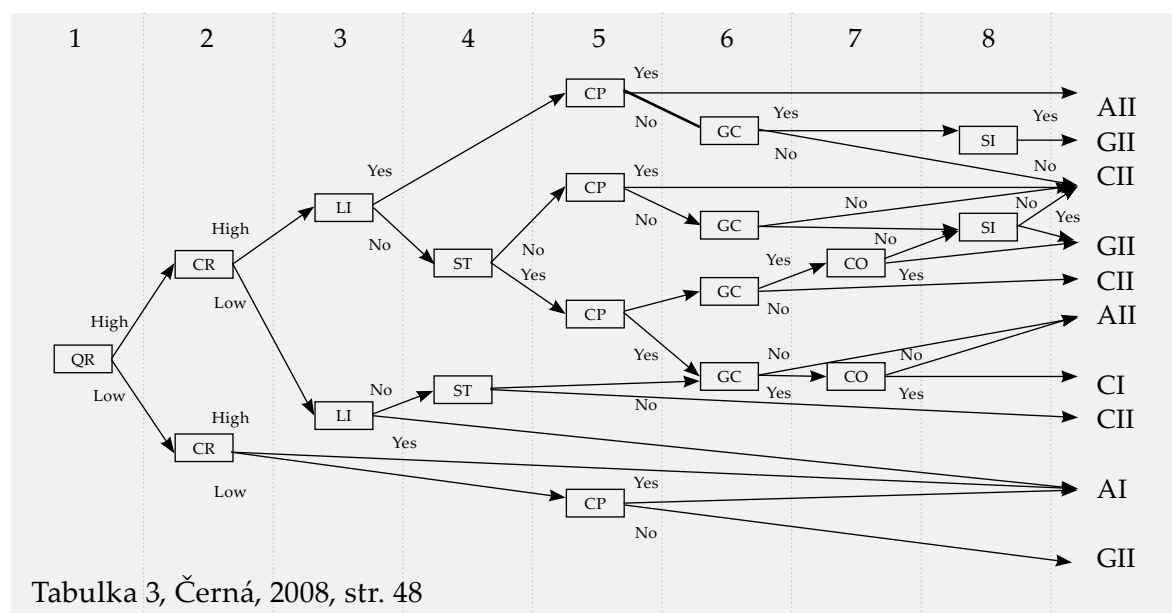 1 2 3 4 5 6 7 8
Yes
CP
AII
No
GC
Yes
SI
Yes
GII
No
No
CII
Yes
LI
CP
Yes
No
GC
No
No
SI
Yes
High
No
ST
No
Yes
CR
Yes
CO
No
Yes
GII
Low
GC
No
CII
High
CP
AII
QR
Yes
No
No
Low
No
ST
GC
Yes
CO
Yes
CI
High
LI
No
CII
CR
Yes
Low
Yes
AI
CP
No
GII
Tabulka 3, Černá, 2008, str. 48